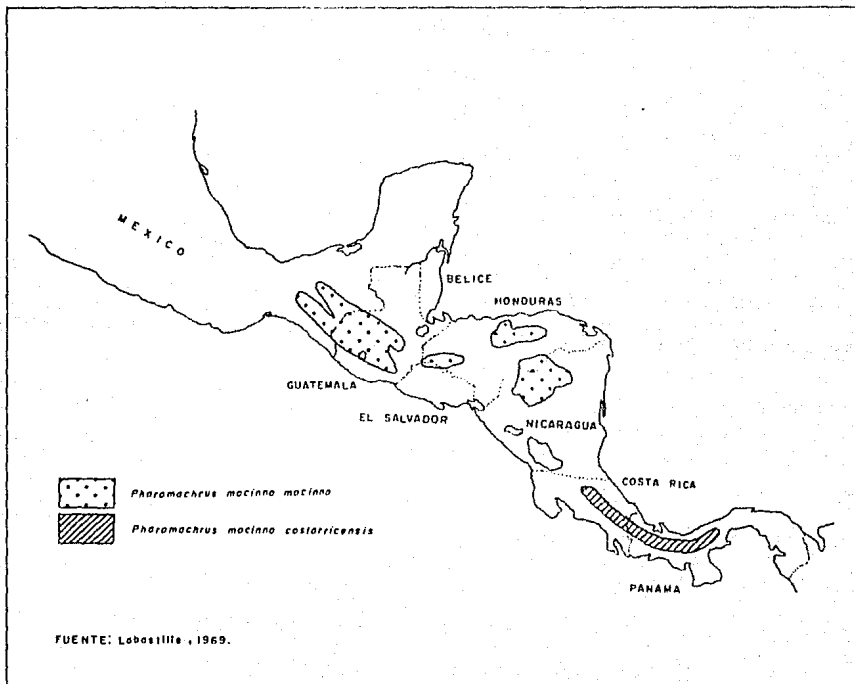 MEXICO
BELICE
HONDURAS
GUATEMALA
EL SALVADOR
NICARAGUA
COSTA RICA
PANAMA
Pharomachrus mocinno mocinno
Pharomachrus mocinno costarricensis
FUENTE: Labastille, 1969.